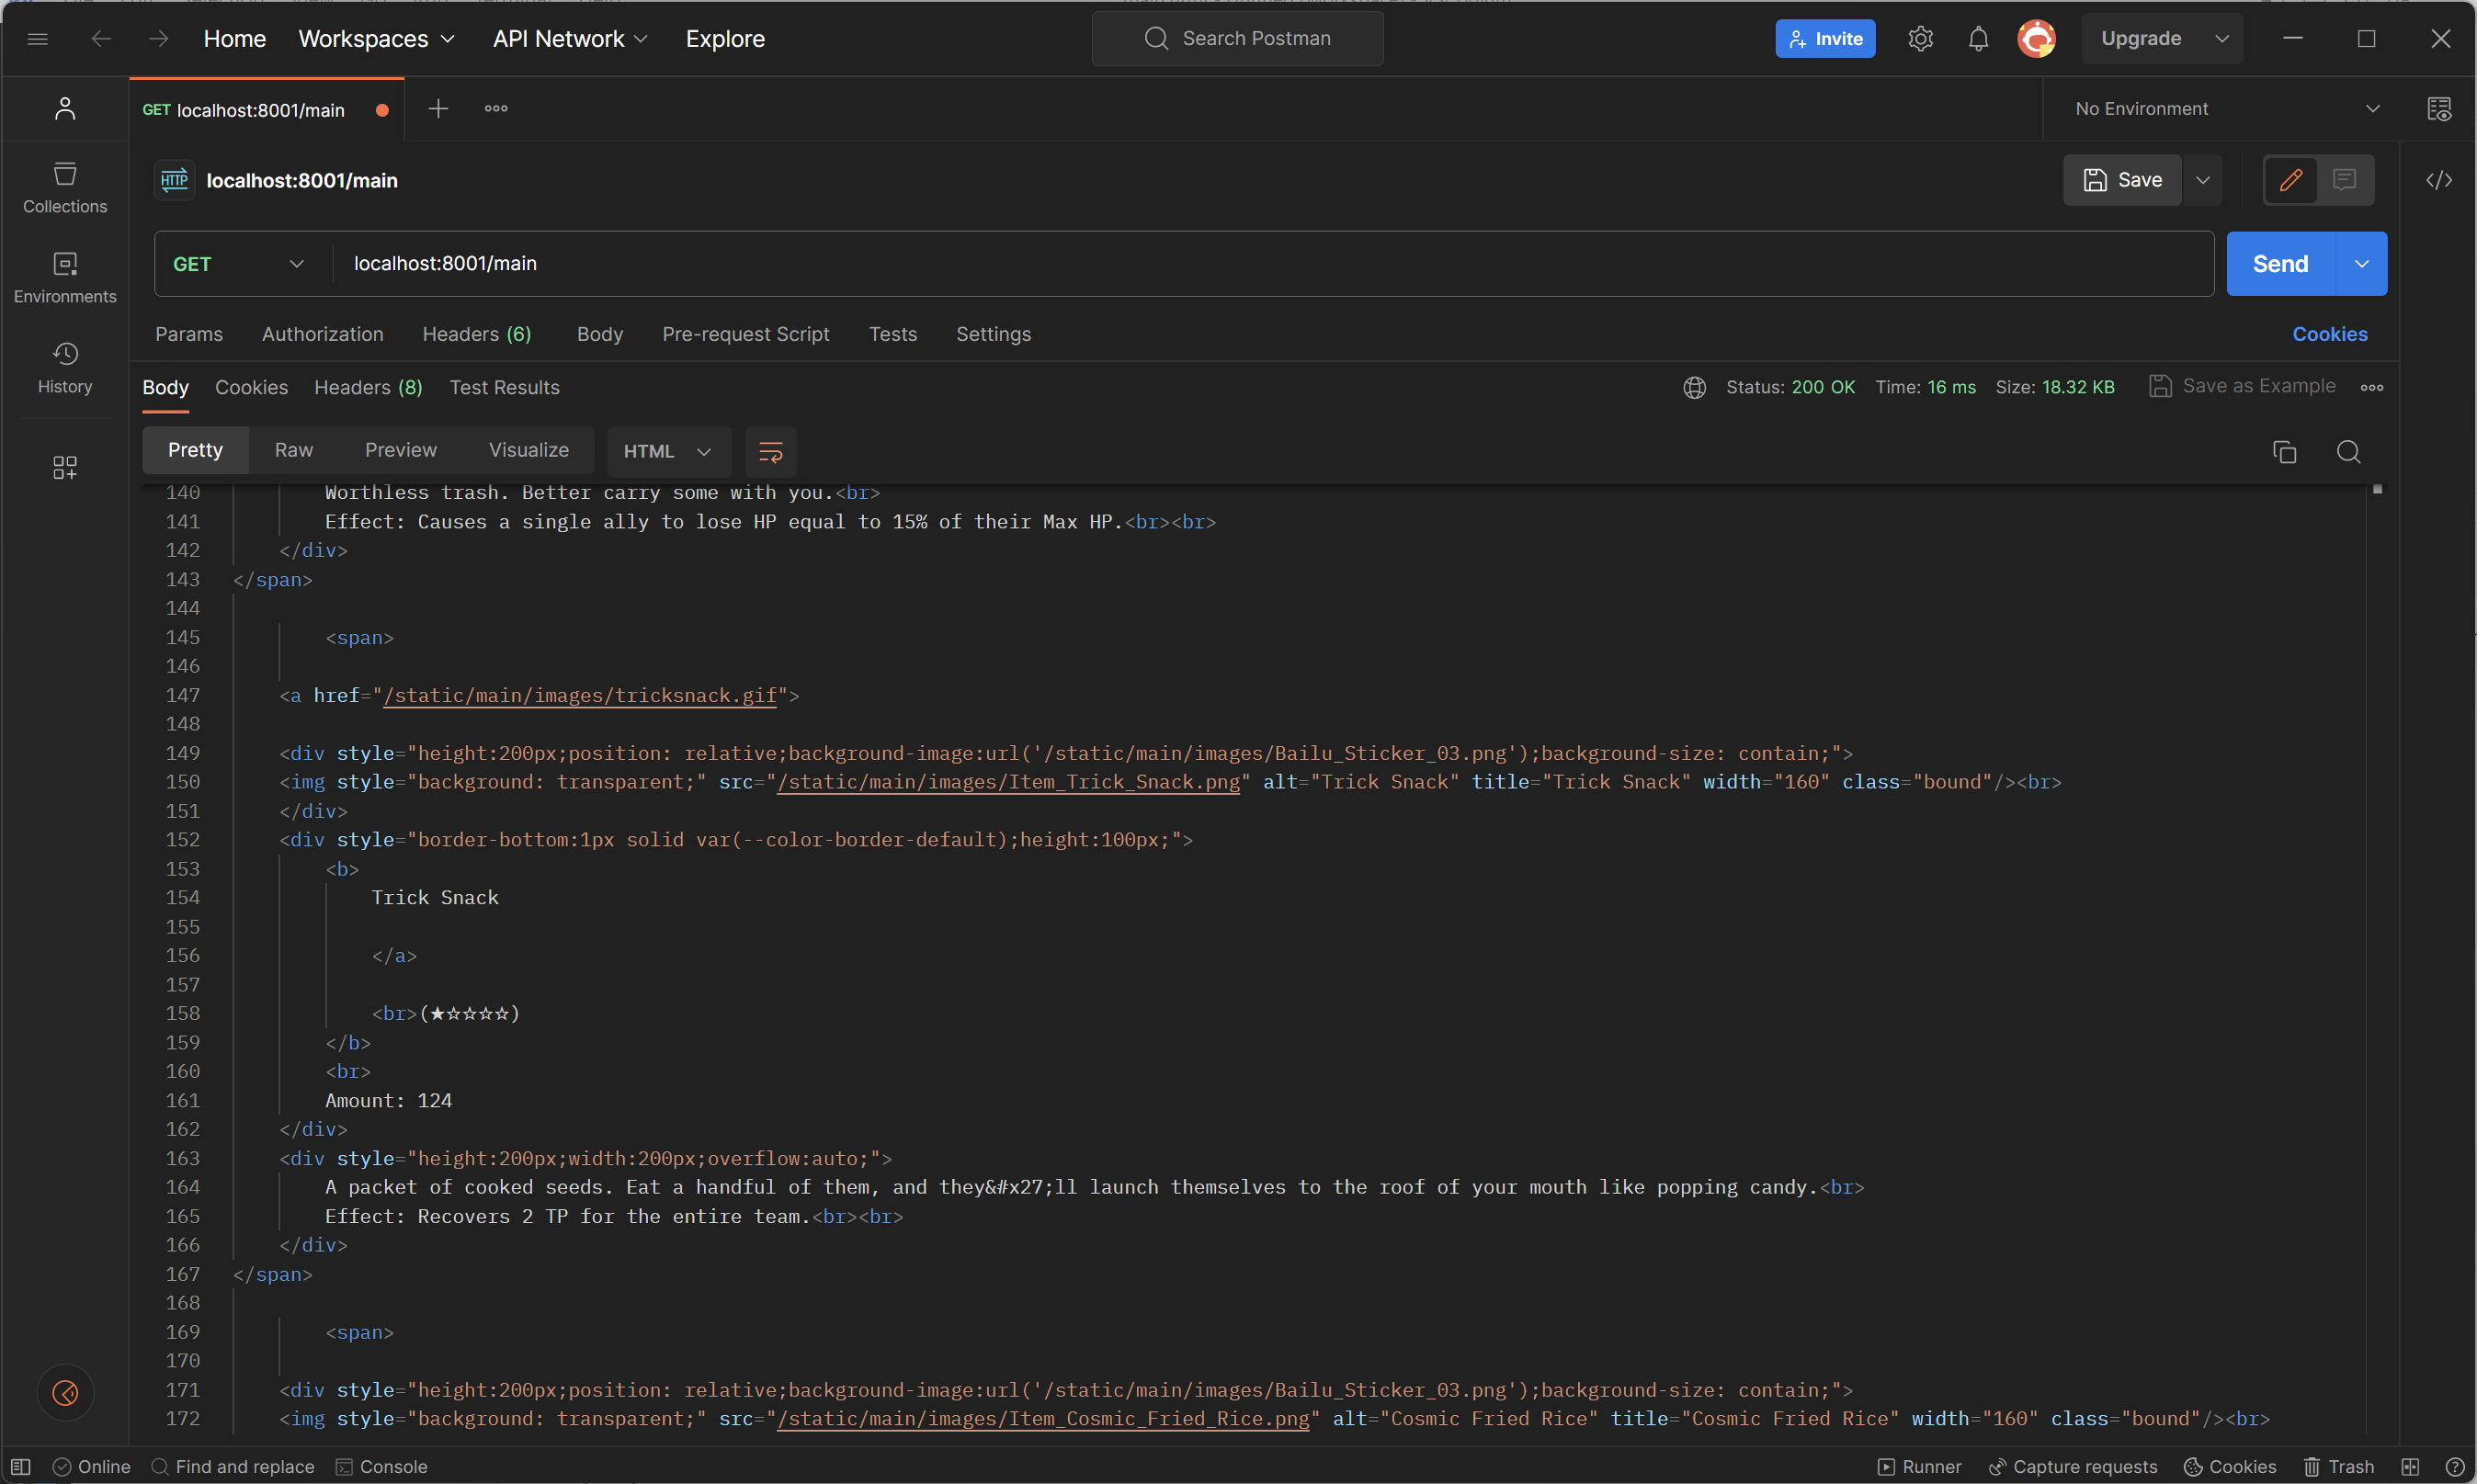 Home Workspaces API Network Explore Search Postman Invite Upgrade
GET localhost:8001/main No Environment
HTTP localhost:8001/main Save
Collections
GET localhost:8001/main Send
Environments
Params Authorization Headers (6) Body Pre-request Script Tests Settings Cookies
History
Body Cookies Headers (8) Test Results Status: 200 OK Time: 16 ms Size: 18.32 KB Save as Example
Pretty Raw Preview Visualize HTML
140 Worthless trash. Better carry some with you.<br>
141 Effect: Causes a single ally to lose HP equal to 15% of their Max HP.<br><br>
142 </div>
143 </span>
144
145 <span>
146
147 <a href="/static/main/images/tricksnack.gif">
148
149 <div style="height:200px;position: relative;background-image:url('/static/main/images/Bailu_Sticker_03.png');background-size: contain;">
150 <img style="background: transparent;" src="/static/main/images/Item_Trick_Snack.png" alt="Trick Snack" title="Trick Snack" width="160" class="bound"/><br>
151 </div>
152 <div style="border-bottom:1px solid var(--color-border-default);height:100px;">
153 <b>
154 Trick Snack
155
156 </a>
157
158 <br>(★☆☆☆☆)
159 </b>
160 <br>
161 Amount: 124
162 </div>
163 <div style="height:200px;width:200px;overflow:auto;">
164 A packet of cooked seeds. Eat a handful of them, and they&#x27;ll launch themselves to the roof of your mouth like popping candy.<br>
165 Effect: Recovers 2 TP for the entire team.<br><br>
166 </div>
167 </span>
168
169 <span>
170
171 <div style="height:200px;position: relative;background-image:url('/static/main/images/Bailu_Sticker_03.png');background-size: contain;">
172 <img style="background: transparent;" src="/static/main/images/Item_Cosmic_Fried_Rice.png" alt="Cosmic Fried Rice" title="Cosmic Fried Rice" width="160" class="bound"/><br>
Online Find and replace Console Runner Capture requests Cookies Trash